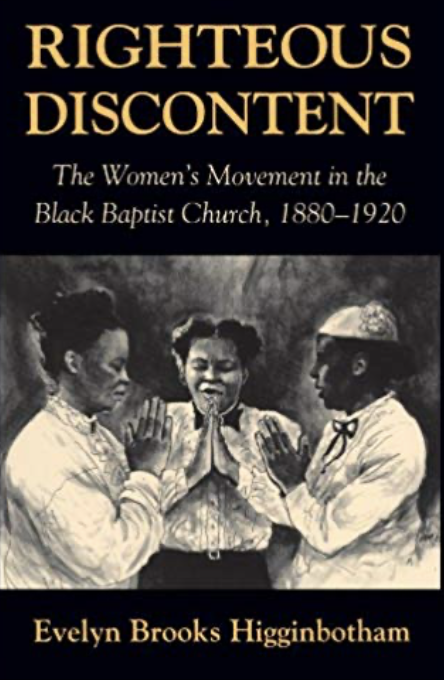 RIGHTEOUS
DISCONTENT
The Women's Movement in the
Black Baptist Church, 1880–1920
Evelyn Brooks Higginbotham